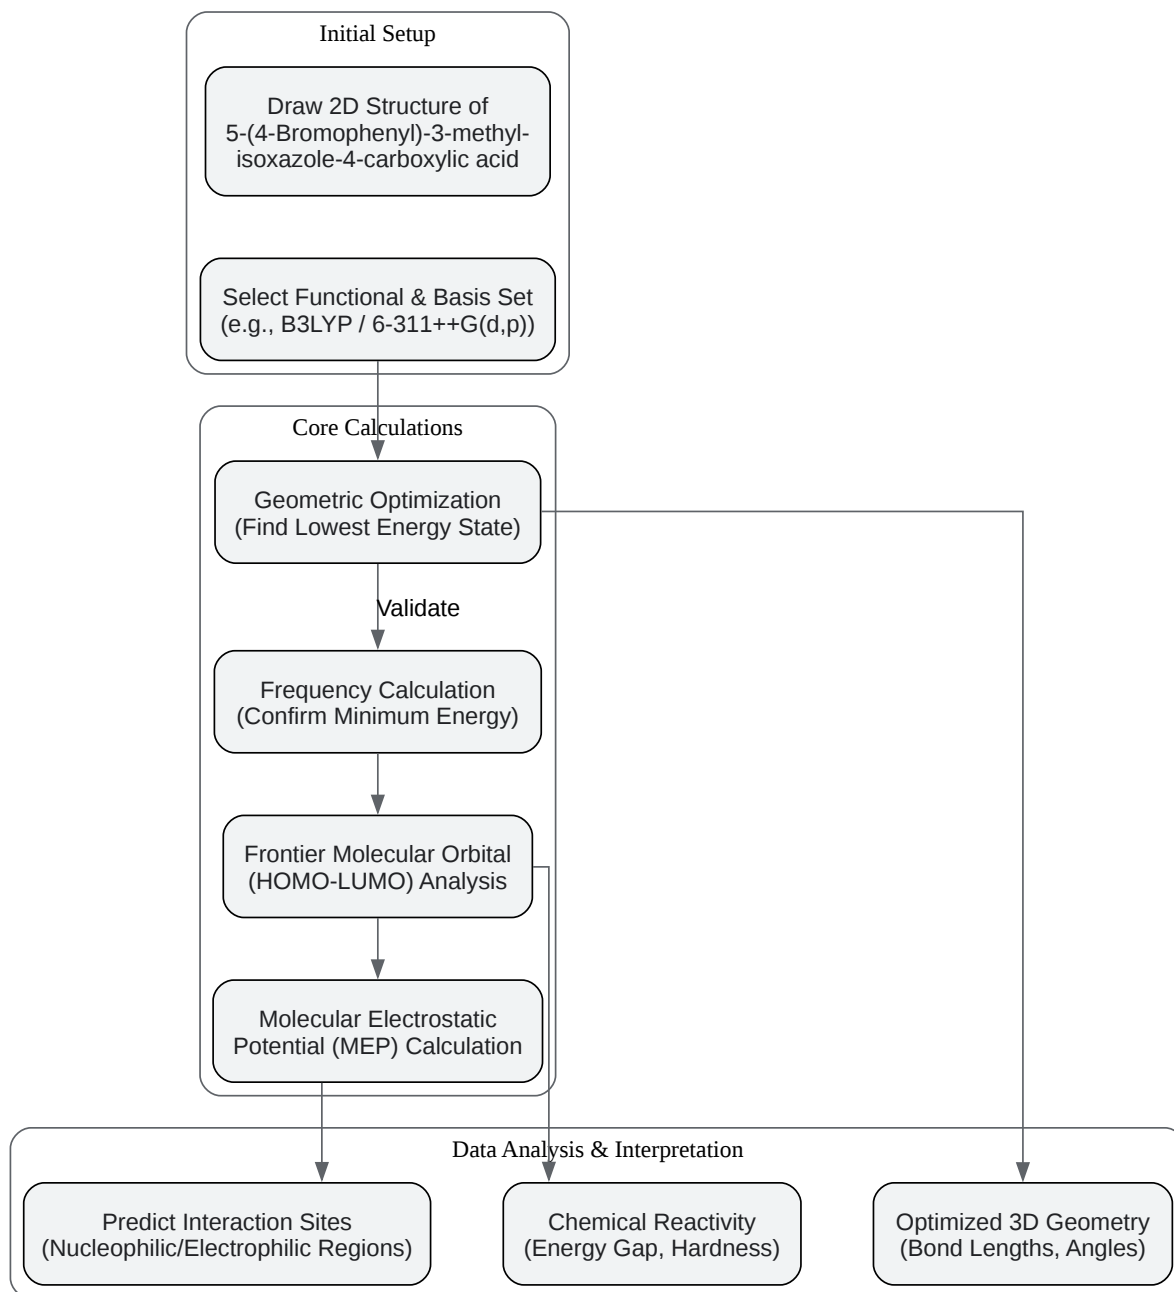 Initial Setup
Draw 2D Structure of
5-(4-Bromophenyl)-3-methyl-
isoxazole-4-carboxylic acid
Select Functional & Basis Set
(e.g., B3LYP / 6-311++G(d,p))
Core Calculations
Geometric Optimization
(Find Lowest Energy State)
Validate
Frequency Calculation
(Confirm Minimum Energy)
Frontier Molecular Orbital
(HOMO-LUMO) Analysis
Molecular Electrostatic
Potential (MEP) Calculation
Data Analysis & Interpretation
Predict Interaction Sites
(Nucleophilic/Electrophilic Regions)
Chemical Reactivity
(Energy Gap, Hardness)
Optimized 3D Geometry
(Bond Lengths, Angles)